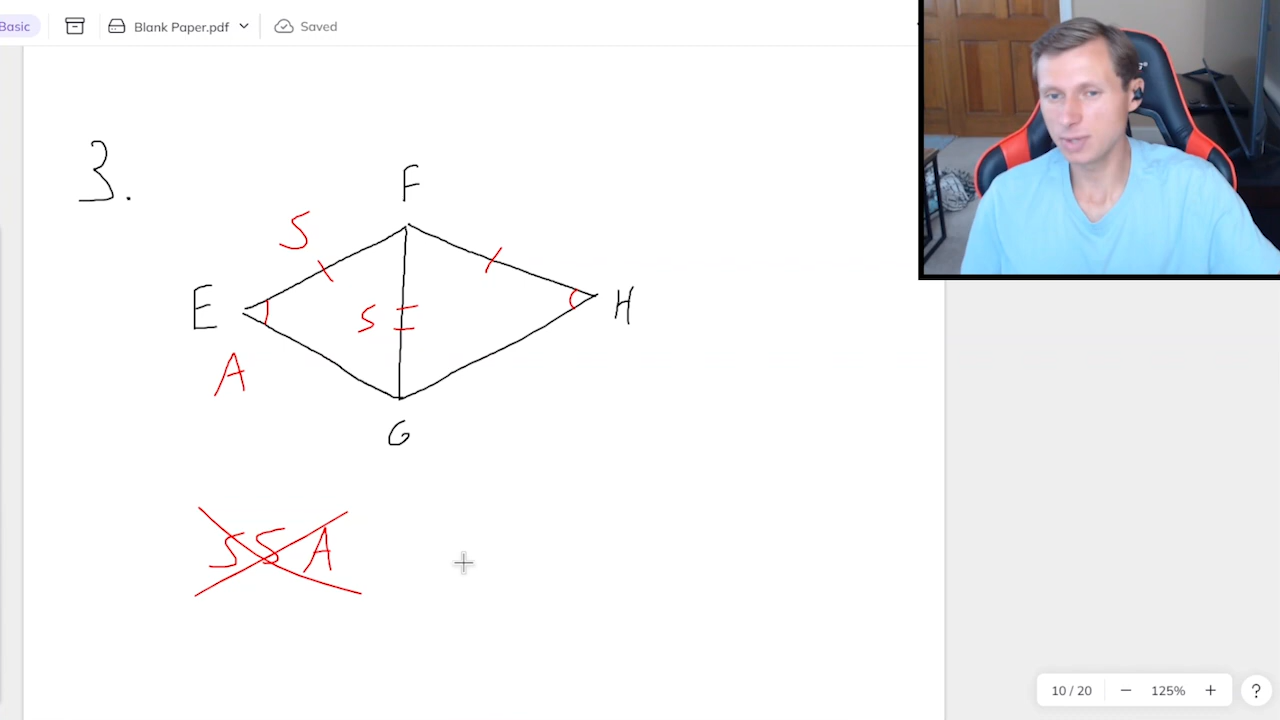 Basic
Blank Paper.pdf
Saved
3.
F
S
E
S
H
A
G
SSA
10 / 20
125%
?